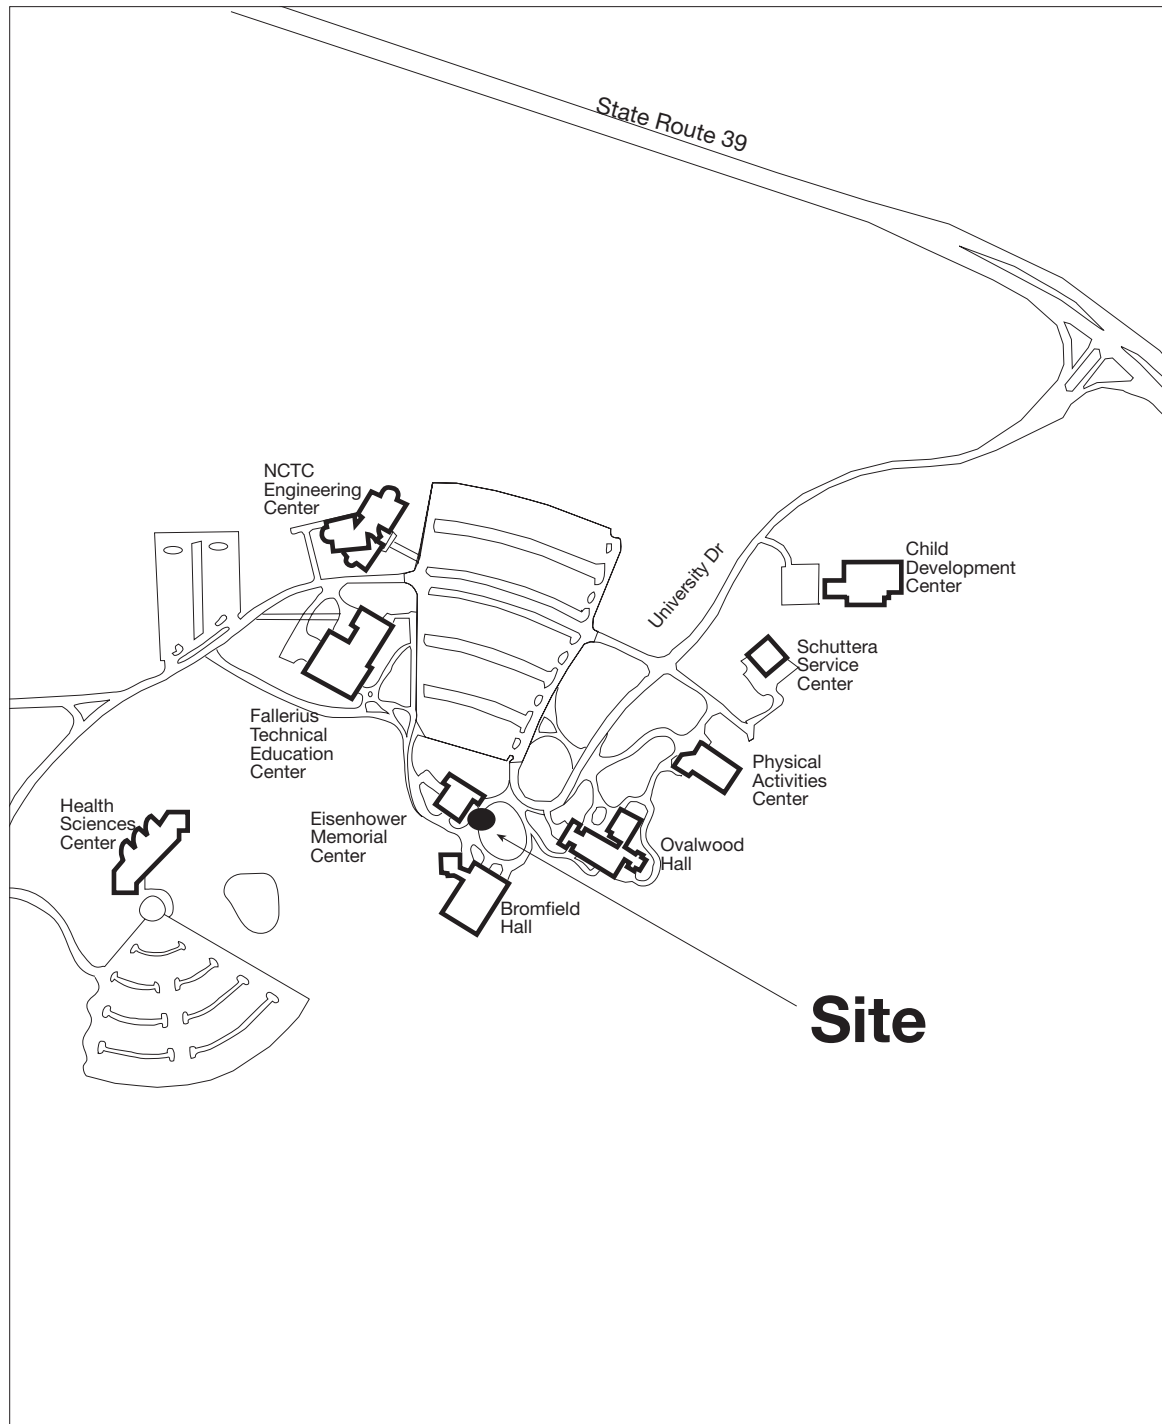 State Route 39
NCTC
Engineering
Center
University Dr
Child
Development
Center
Schuttera
Service
Center
Fallerius
Technical
Education
Center
Physical
Activities
Center
Health
Sciences
Center
Eisenhower
Memorial
Center
Ovalwood
Hall
Bromfield
Hall
Site